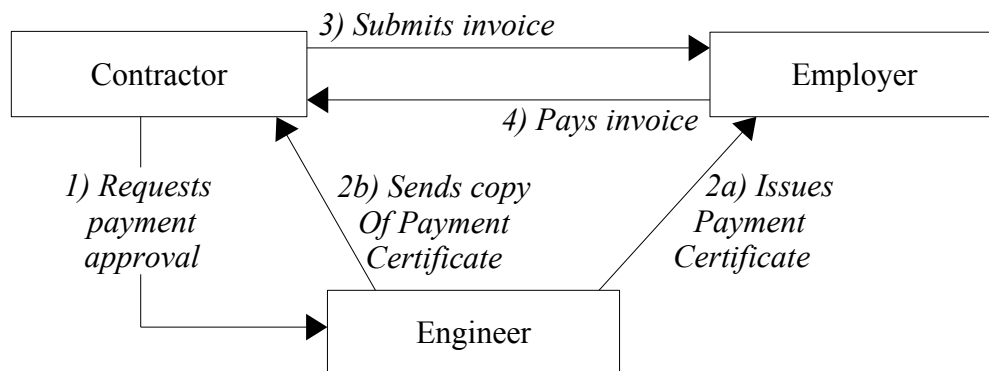 3) Submits invoice
Contractor
Employer
4) Pays invoice
1) Requests
payment
approval
2b) Sends copy
Of Payment
Certificate
2a) Issues
Payment
Certificate
Engineer